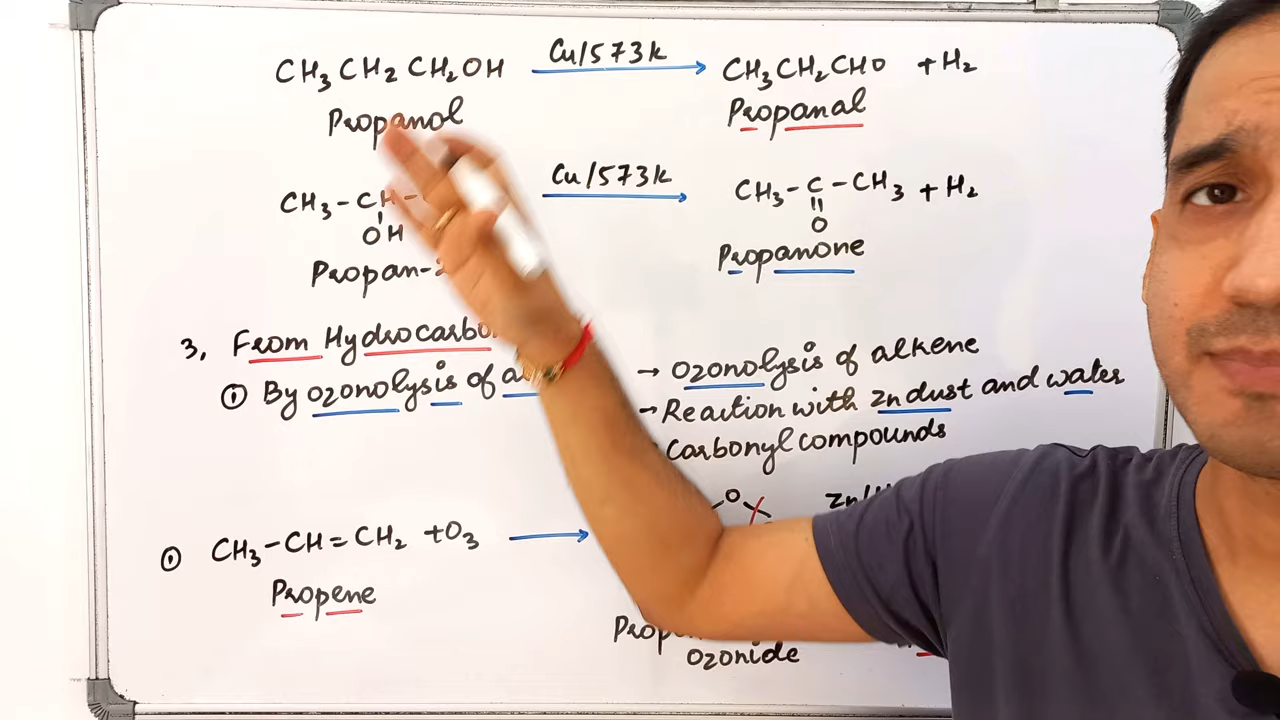 CH₃CH₂CH₂OH Cu/573k CH₃CH₂CHO + H₂
Propanol Propanal
CH₃-CH- Cu/573k CH₃-C-CH₃ + H₂
OH O
Propan- Propanone
3, From
① By ozonolysis of
→ Ozonolysis of alkene
→ Reaction with Zn dust and water
Carbonyl compounds
O Zn/
① CH₃-CH=CH₂ +O₃
Propene
ozonide